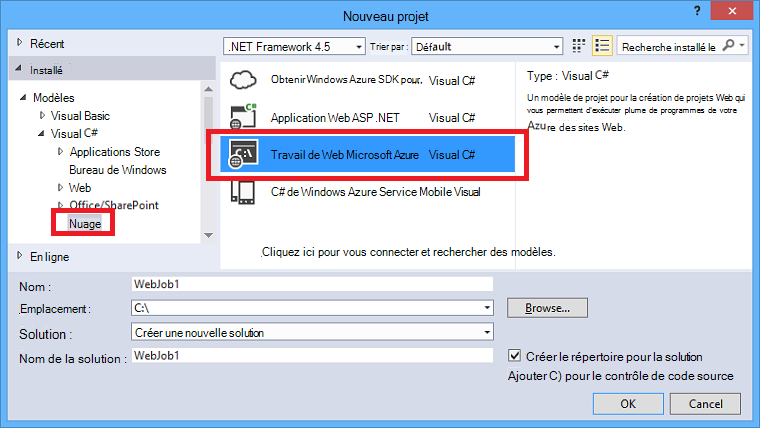 Nouveau projet
? ×
Récent
.NET Framework 4.5
Trier par :
Défaut
Recherche installé le
Installé
Modèles
Visual Basic
Visual C#
Applications Store
Bureau de Windows
Web
Office/SharePoint
Nuage
En ligne
Obtenir Windows Azure SDK pour. Visual C#
Application Web ASP .NET Visual C#
Travail de Web Microsoft Azure Visual C#
C# de Windows Azure Service Mobile Visual
.Cliquez ici pour vous connecter et rechercher des modèles.
Type : Visual C#
Un modèle de projet pour la création de projets Web qui
vous permettent d'exécuter plume de programmes de votre
Azure des sites Web.
Nom :
WebJob1
Emplacement :
C:\
Browse...
Solution :
Créer une nouvelle solution
Nom de la solution :
WebJob1
Créer le répertoire pour la solution
Ajouter C) pour le contrôle de code source
OK
Cancel